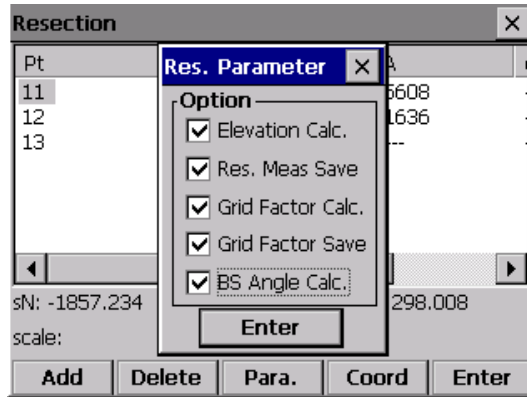 Resection
Pt
11
12
13
5608
1636
---
sN: -1857.234
298.008
scale:
Res. Parameter
Option
Elevation Calc.
Res. Meas Save
Grid Factor Calc.
Grid Factor Save
BS Angle Calc.
Enter
Add Delete Para. Coord Enter